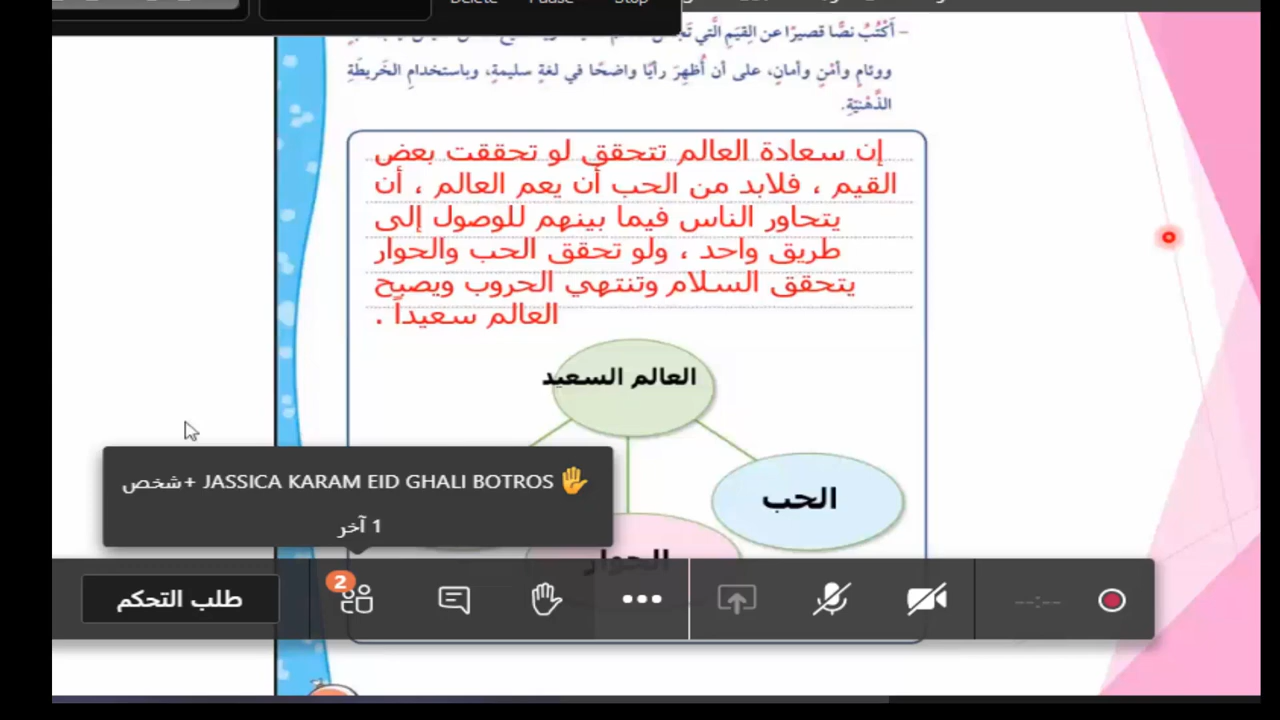 Delete Pause Stop
– أَكْتُبُ نصًّا قصيرًا عن القِيَمِ الَّتي
ووئامٍ وأمْنٍ وأمانٍ، على أن أُظهِرَ رأيًا واضحًا في لغةٍ سليمةٍ، وباستخدامِ الخَريطَةِ
الذِّهْنيّةِ.
إن سعادة العالم تتحقق لو تحققت بعض
القيم ، فلابد من الحب أن يعم العالم ، أن
يتحاور الناس فيما بينهم للوصول إلى
طريق واحد ، ولو تحقق الحب والحوار
يتحقق السلام وتنتهي الحروب ويصبح
العالم سعيداً .
العالم السعيد
الحب
الحوار
JASSICA KARAM EID GHALI BOTROS +شخص
1 آخر
طلب التحكم
2
--:--